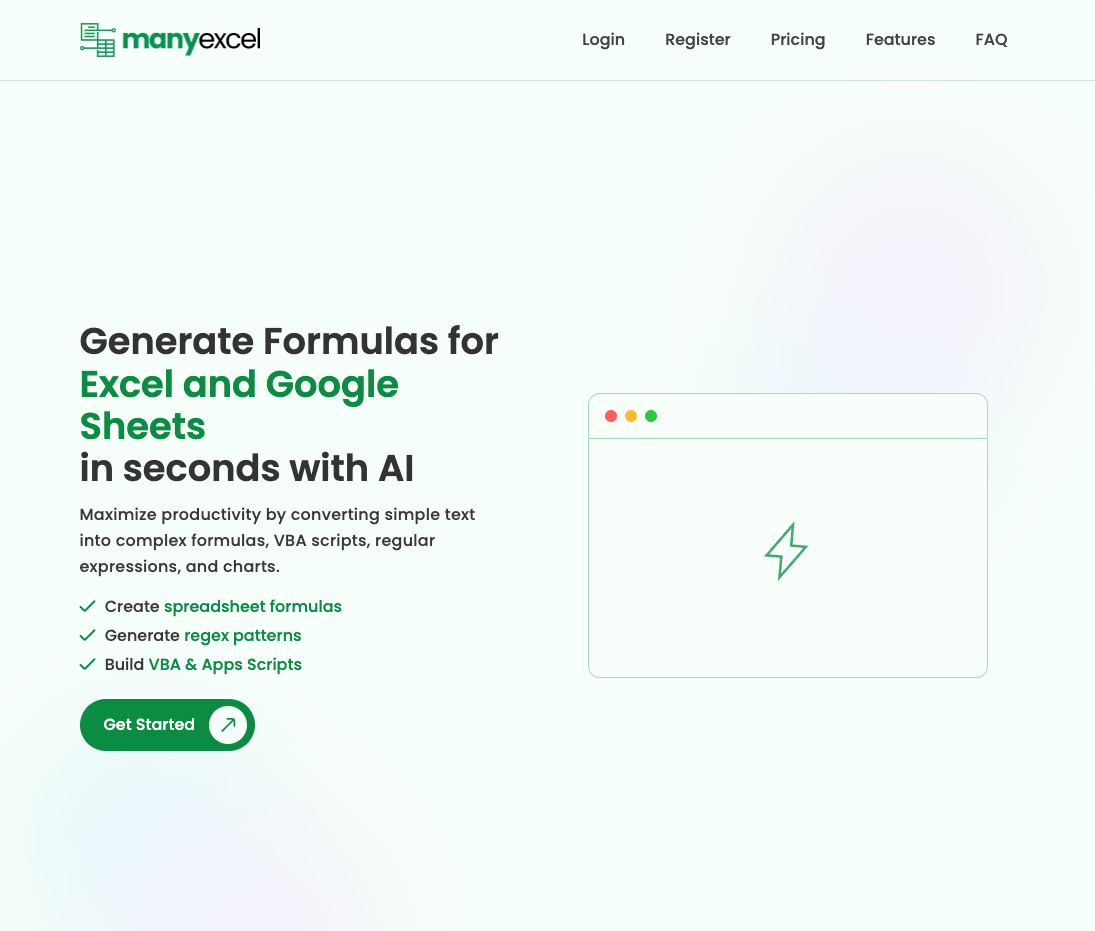 manyexcel
Login Register Pricing Features FAQ
Generate Formulas for
Excel and Google
Sheets
in seconds with AI
Maximize productivity by converting simple text
into complex formulas, VBA scripts, regular
expressions, and charts.
Create spreadsheet formulas
Generate regex patterns
Build VBA & Apps Scripts
Get Started